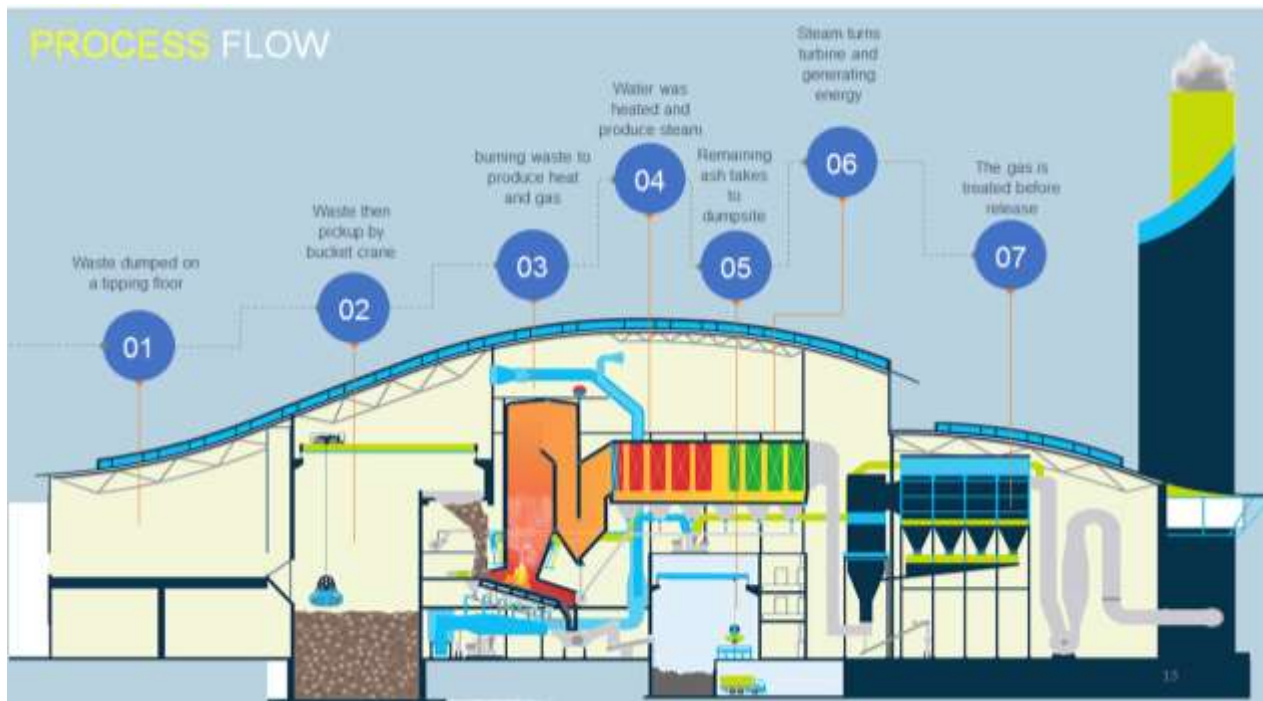 PROCESS FLOW
01
Waste dumped on
a tipping floor
02
Waste then
pickup by
bucket crane
03
burning waste to
produce heat
and gas
04
Water was
heated and
produce steam
05
Remaining
ash takes
to
dumpsite
06
Steam turns
turbine and
generating
energy
07
The gas is
treated before
release
13